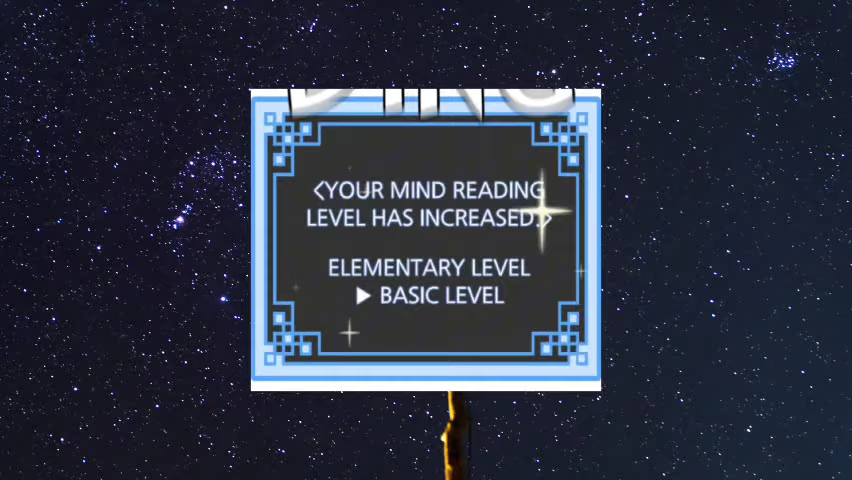 <YOUR MIND READING
LEVEL HAS INCREASED.>
ELEMENTARY LEVEL
▶ BASIC LEVEL